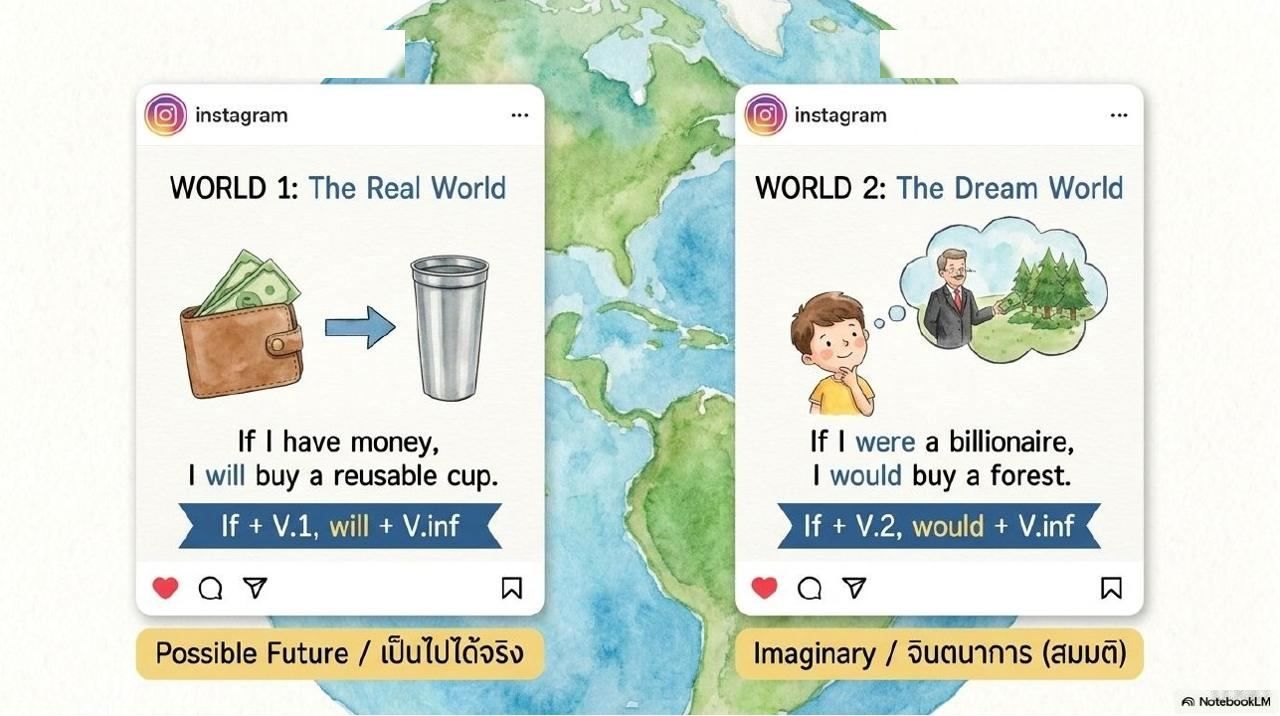 instagram
WORLD 1: The Real World
If I have money,
I will buy a reusable cup.
If + V.1, will + V.inf
Possible Future / เป็นไปได้จริง
instagram
WORLD 2: The Dream World
If I were a billionaire,
I would buy a forest.
If + V.2, would + V.inf
Imaginary / จินตนาการ (สมมติ)
NotebookLM